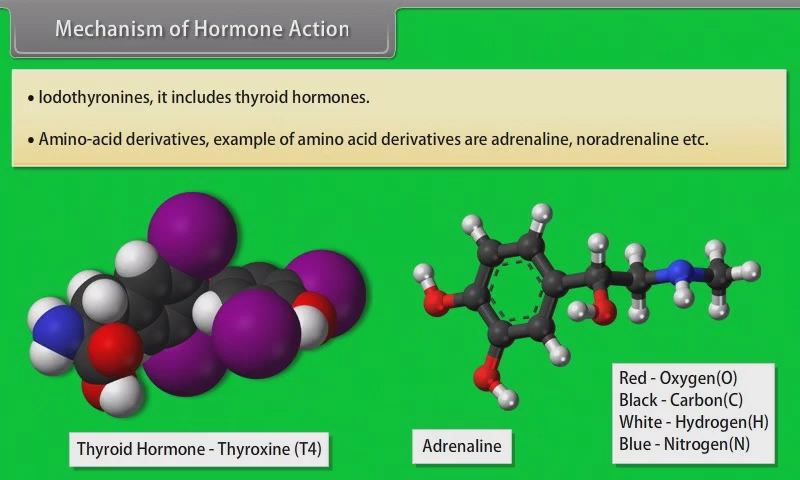 Mechanism of Hormone Action
• Iodothyronines, it includes thyroid hormones.
• Amino-acid derivatives, example of amino acid derivatives are adrenaline, noradrenaline etc.
Thyroid Hormone - Thyroxine (T4)
Adrenaline
Red - Oxygen(O)
Black - Carbon(C)
White - Hydrogen(H)
Blue - Nitrogen(N)